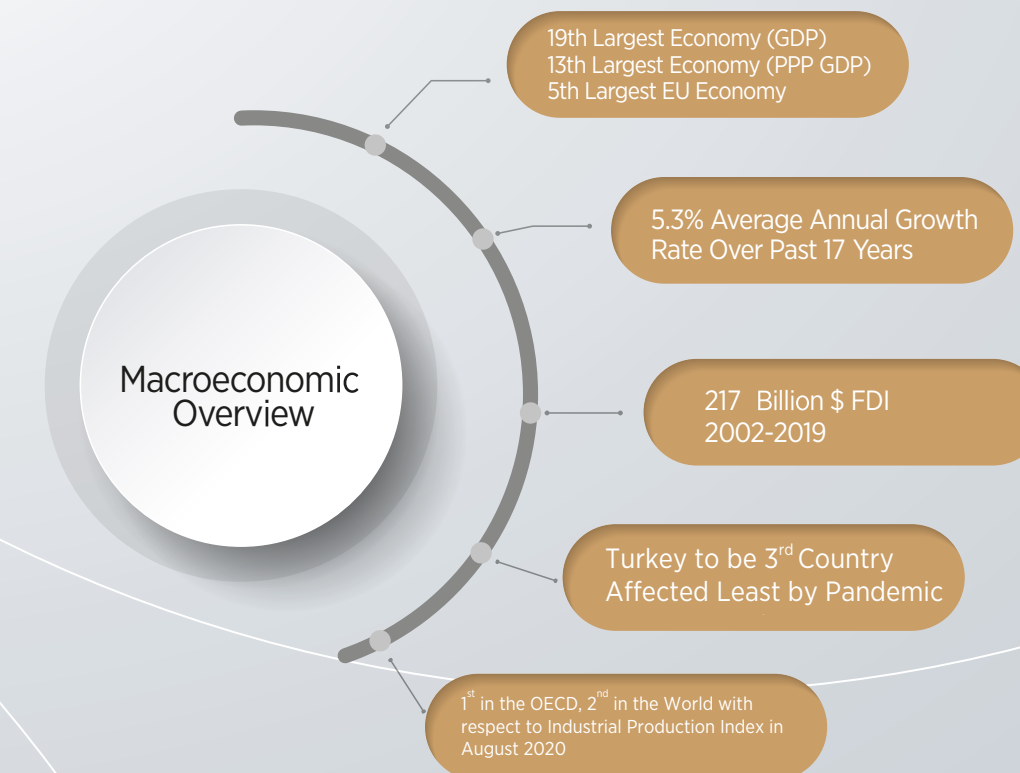 19th Largest Economy (GDP)
13th Largest Economy (PPP GDP)
5th Largest EU Economy
5.3% Average Annual Growth
Rate Over Past 17 Years
Macroeconomic
Overview
217 Billion $ FDI
2002-2019
Turkey to be 3rd Country
Affected Least by Pandemic
1st in the OECD, 2nd in the World with
respect to Industrial Production Index in
August 2020